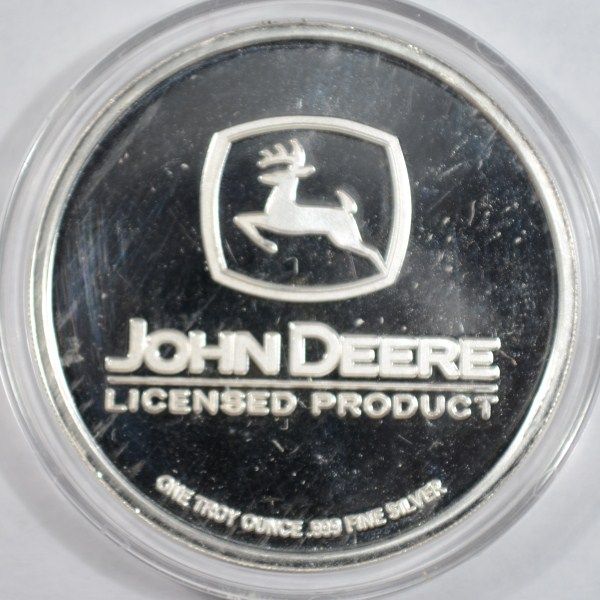 JOHN DEERE
LICENSED PRODUCT
ONE TROY OUNCE .999 FINE SILVER